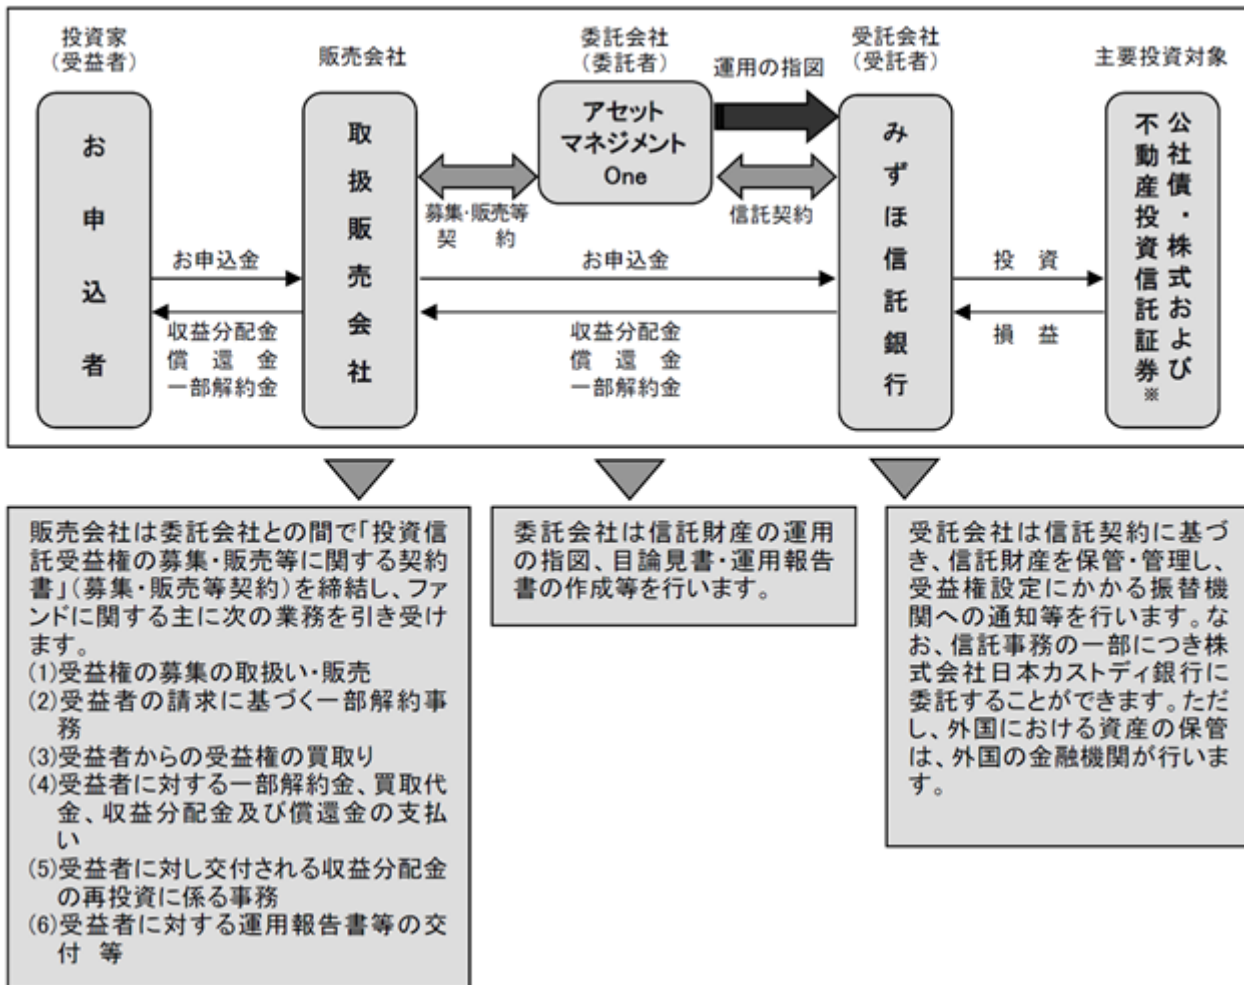 投資家
（受益者）
販売会社
委託会社
（委託者）
運用の指図
受託会社
（受託者）
主要投資対象
お申込者
取扱販売会社
アセット
マネジメント
One
みずほ信託銀行
公社債・株式および
不動産投資信託証券※
募集・販売等
契　約
信託契約
お申込金
お申込金
投　資
収益分配金
償　還　金
一部解約金
収益分配金
償　還　金
一部解約金
損　益
販売会社は委託会社との間で「投資信
託受益権の募集・販売等に関する契約
書」（募集・販売等契約）を締結し、ファ
ンドに関する主に次の業務を引き受け
ます。
(1)受益権の募集の取扱い・販売
(2)受益者の請求に基づく一部解約事
務
(3)受益者からの受益権の買取り
(4)受益者に対する一部解約金、買取代
金、収益分配金及び償還金の支払
い
(5)受益者に対し交付される収益分配金
の再投資に係る事務
(6)受益者に対する運用報告書等の交
付　等
委託会社は信託財産の運用
の指図、目論見書・運用報告
書の作成等を行います。
受託会社は信託契約に基づ
き、信託財産を保管・管理し、
受益権設定にかかる振替機
関への通知等を行います。な
お、信託事務の一部につき株
式会社日本カストディ銀行に
委託することができます。ただ
し、外国における資産の保管
は、外国の金融機関が行いま
す。